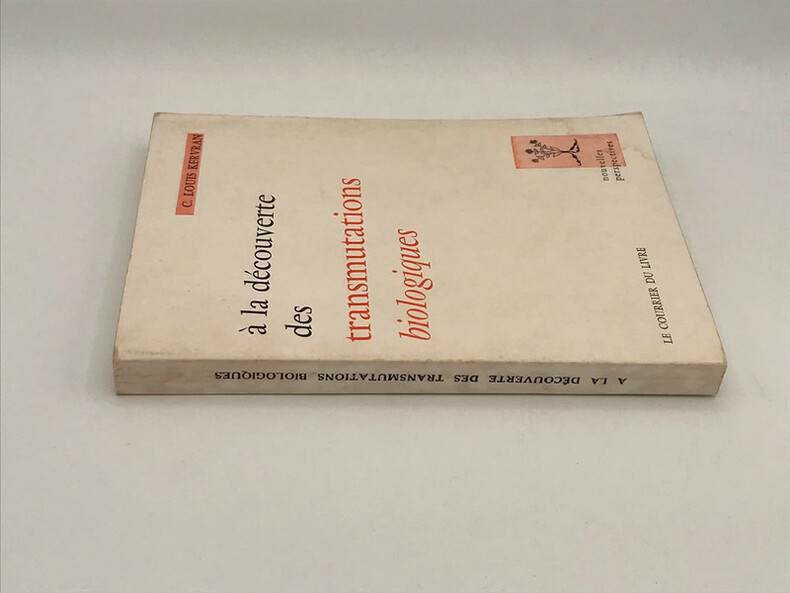 C. LOUIS KERVRAN
à la découverte
des
transmutations
biologiques
nouvelles
perspectives
LE COURRIER DU LIVRE
A LA DÉCOUVERTE DES TRANSMUTATIONS BIOLOGIQUES